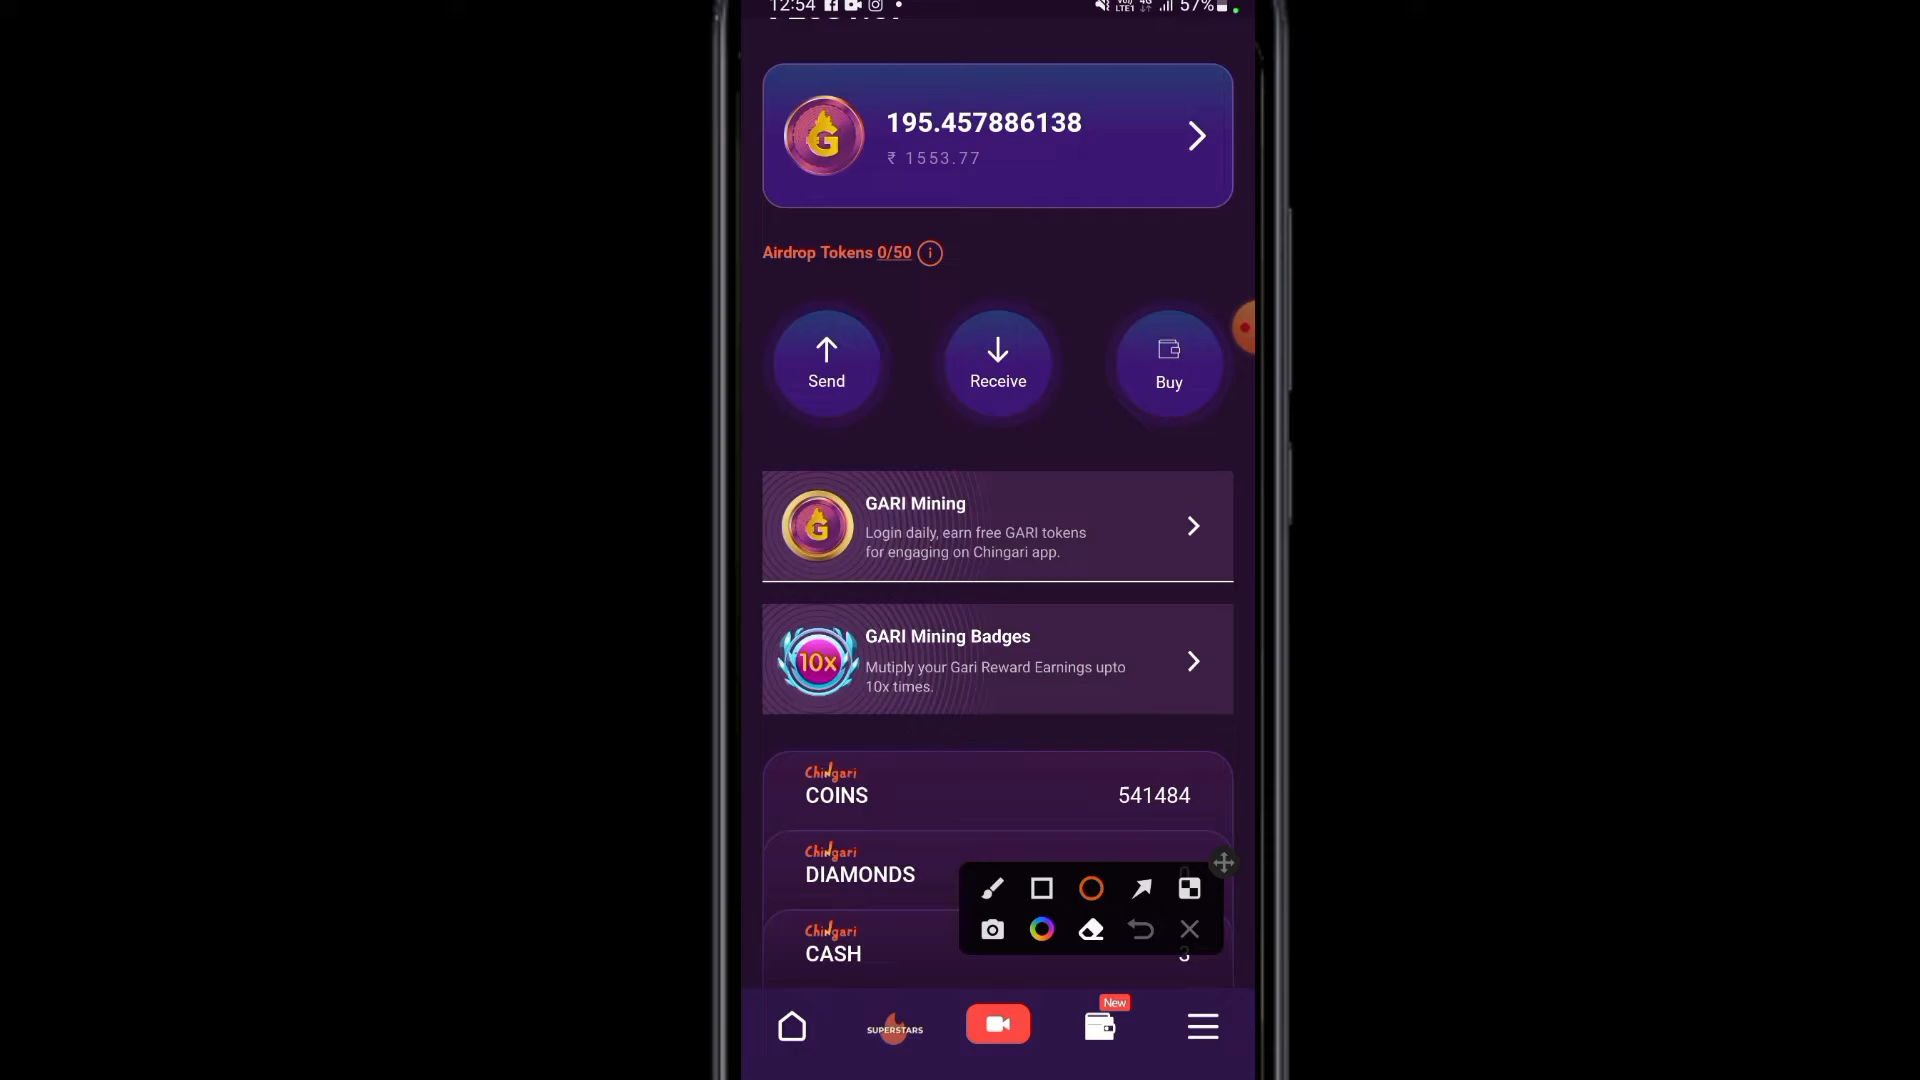 12:54
57%
195.457886138
₹ 1553.77
Airdrop Tokens 0/50
Send
Receive
Buy
GARI Mining
Login daily, earn free GARI tokens
for engaging on Chingari app.
GARI Mining Badges
10x
Mutiply your Gari Reward Earnings upto
10x times.
Chingari
COINS
541484
Chingari
DIAMONDS
Chingari
CASH
3
New
SUPERSTARS